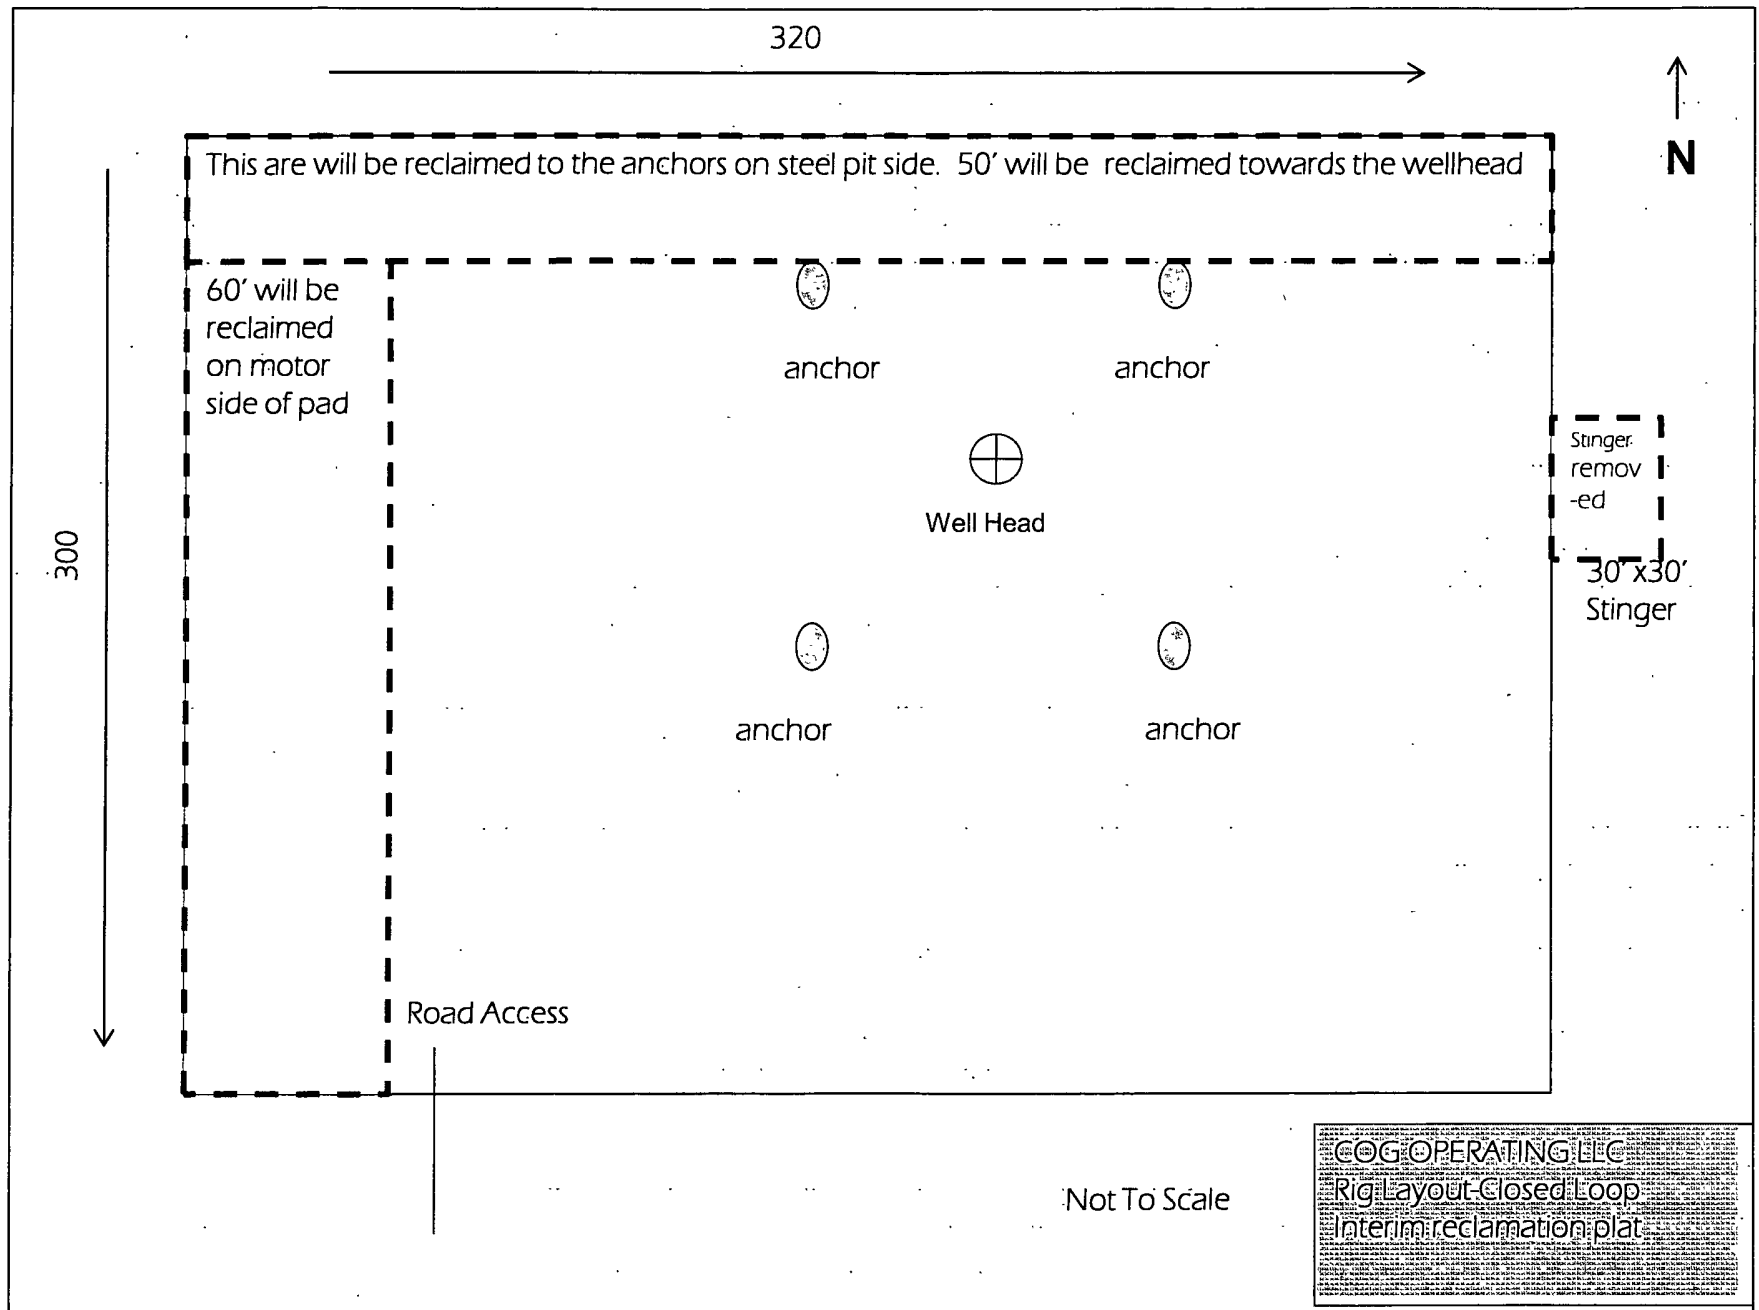 320
N
This are will be reclaimed to the anchors on steel pit side. 50' will be reclaimed towards the wellhead
60' will be
reclaimed
on motor
side of pad
anchor
anchor
Stinger
remov
-ed
Well Head
300
30' x30'
Stinger
anchor
anchor
Road Access
Not To Scale
COG OPERATING LLC
Rig Layout-Closed Loop
Interim reclamation plat